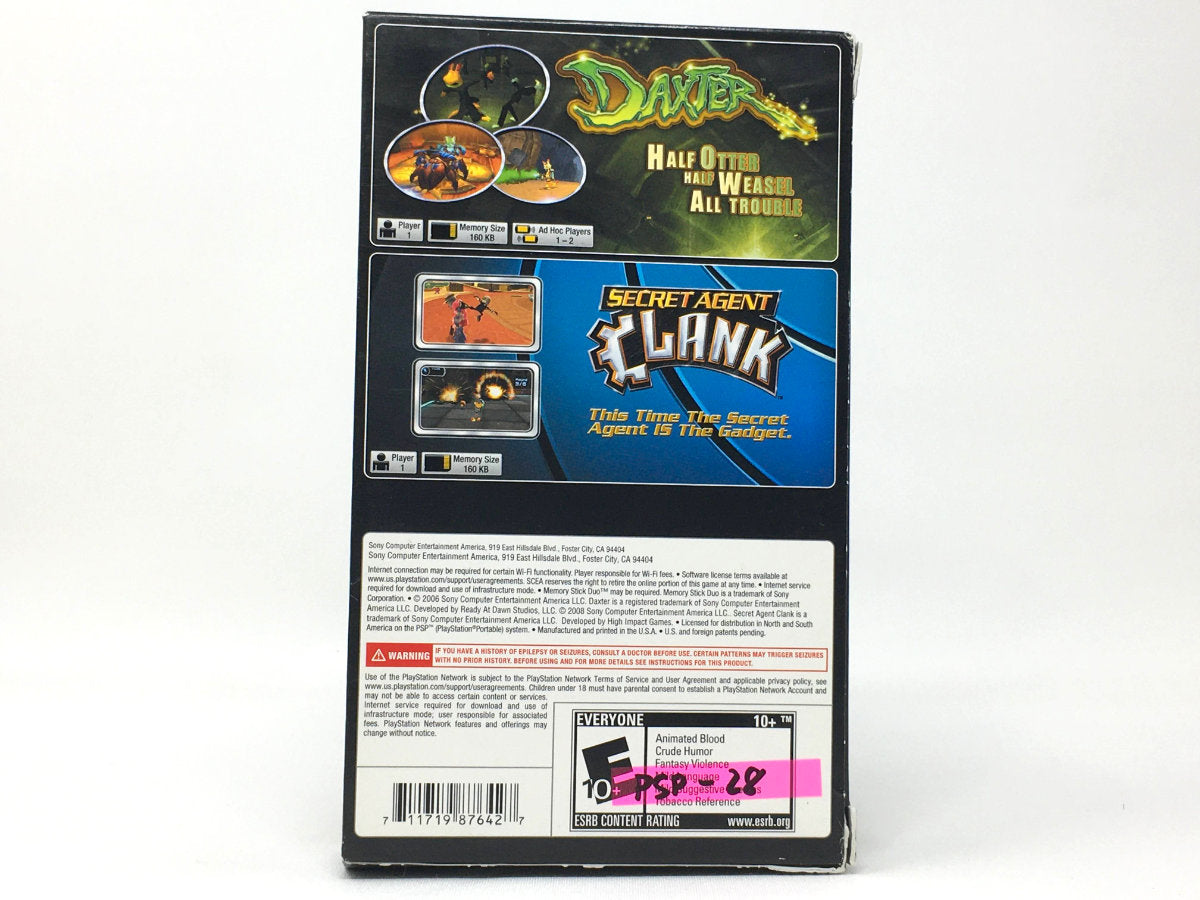 DAXTER
HALF OTTER
HALF WEASEL
ALL TROUBLE
Player
1
Memory Size
160 KB
Ad Hoc Players
1 – 2
SECRET AGENT
CLANK
This Time The Secret
Agent IS The Gadget.
Player
1
Memory Size
160 KB
Sony Computer Entertainment America, 919 East Hillsdale Blvd., Foster City, CA 94404
Sony Computer Entertainment America, 919 East Hillsdale Blvd., Foster City, CA 94404
Internet connection may be required for certain Wi-Fi functionality. Player responsible for Wi-Fi fees. • Software license terms available at
www.us.playstation.com/support/useragreements. SCEA reserves the right to retire the online portion of this game at any time. • Internet service
required for download and use of infrastructure mode. • Memory Stick Duo™ may be required. Memory Stick Duo is a trademark of Sony
Corporation. • © 2006 Sony Computer Entertainment America LLC. Daxter is a registered trademark of Sony Computer Entertainment
America LLC. Developed by Ready At Dawn Studios, LLC. © 2008 Sony Computer Entertainment America LLC.. Secret Agent Clank is a
trademark of Sony Computer Entertainment America LLC. Developed by High Impact Games. • Licensed for distribution in North and South
America on the PSP™ (PlayStation®Portable) system. • Manufactured and printed in the U.S.A. • U.S. and foreign patents pending.
WARNING
IF YOU HAVE A HISTORY OF EPILEPSY OR SEIZURES, CONSULT A DOCTOR BEFORE USE. CERTAIN PATTERNS MAY TRIGGER SEIZURES
WITH NO PRIOR HISTORY. BEFORE USING AND FOR MORE DETAILS SEE INSTRUCTIONS FOR THIS PRODUCT.
Use of the PlayStation Network is subject to the PlayStation Network Terms of Service and User Agreement and applicable privacy policy, see
www.us.playstation.com/support/useragreements. Children under 18 must have parental consent to establish a PlayStation Network Account and
may not be able to access certain content or services.
Internet service required for download and use of
infrastructure mode; user responsible for associated
fees. PlayStation Network features and offerings may
change without notice.
EVERYONE 10+ ™
E
10+
Animated Blood
Crude Humor
Fantasy Violence
Mild Language
Suggestive
Tobacco Reference
PSP - 28
ESRB CONTENT RATING www.esrb.org
7 11719 87642 7